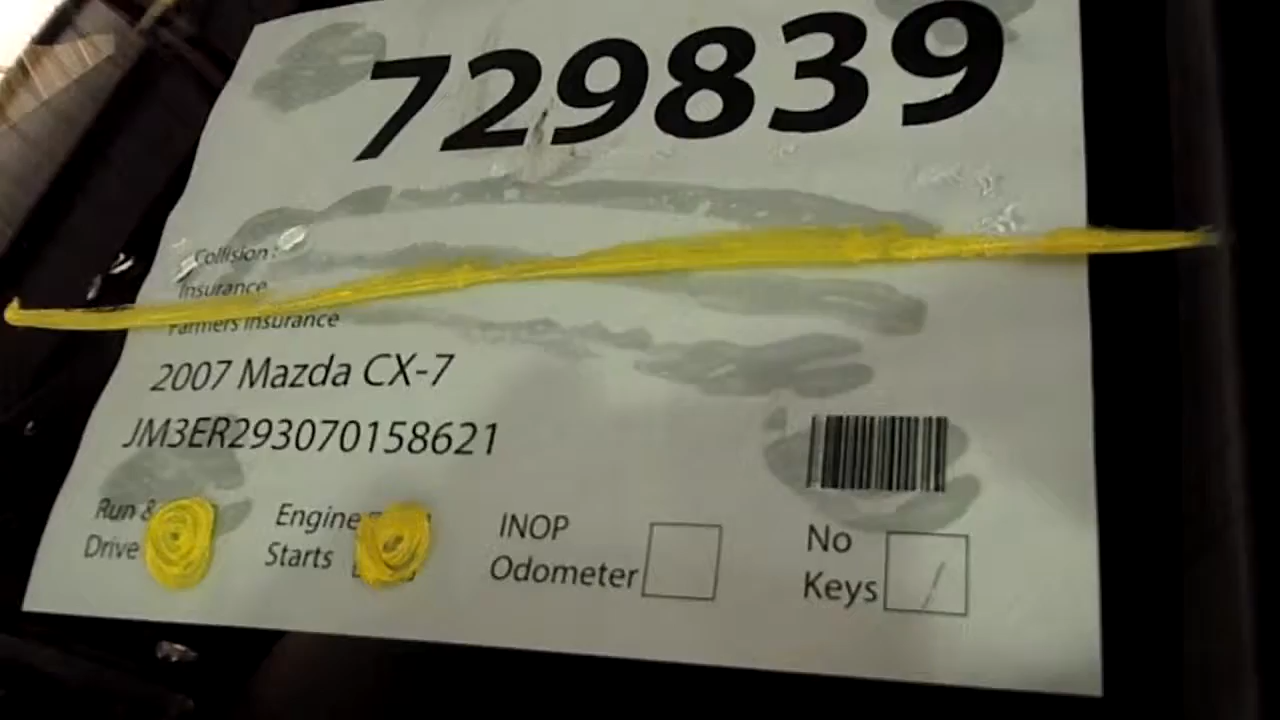 729839
Collision :
Insurance
Farmers Insurance
2007 Mazda CX-7
JM3ER293070158621
Run & Drive
Engine Starts
INOP Odometer
No Keys